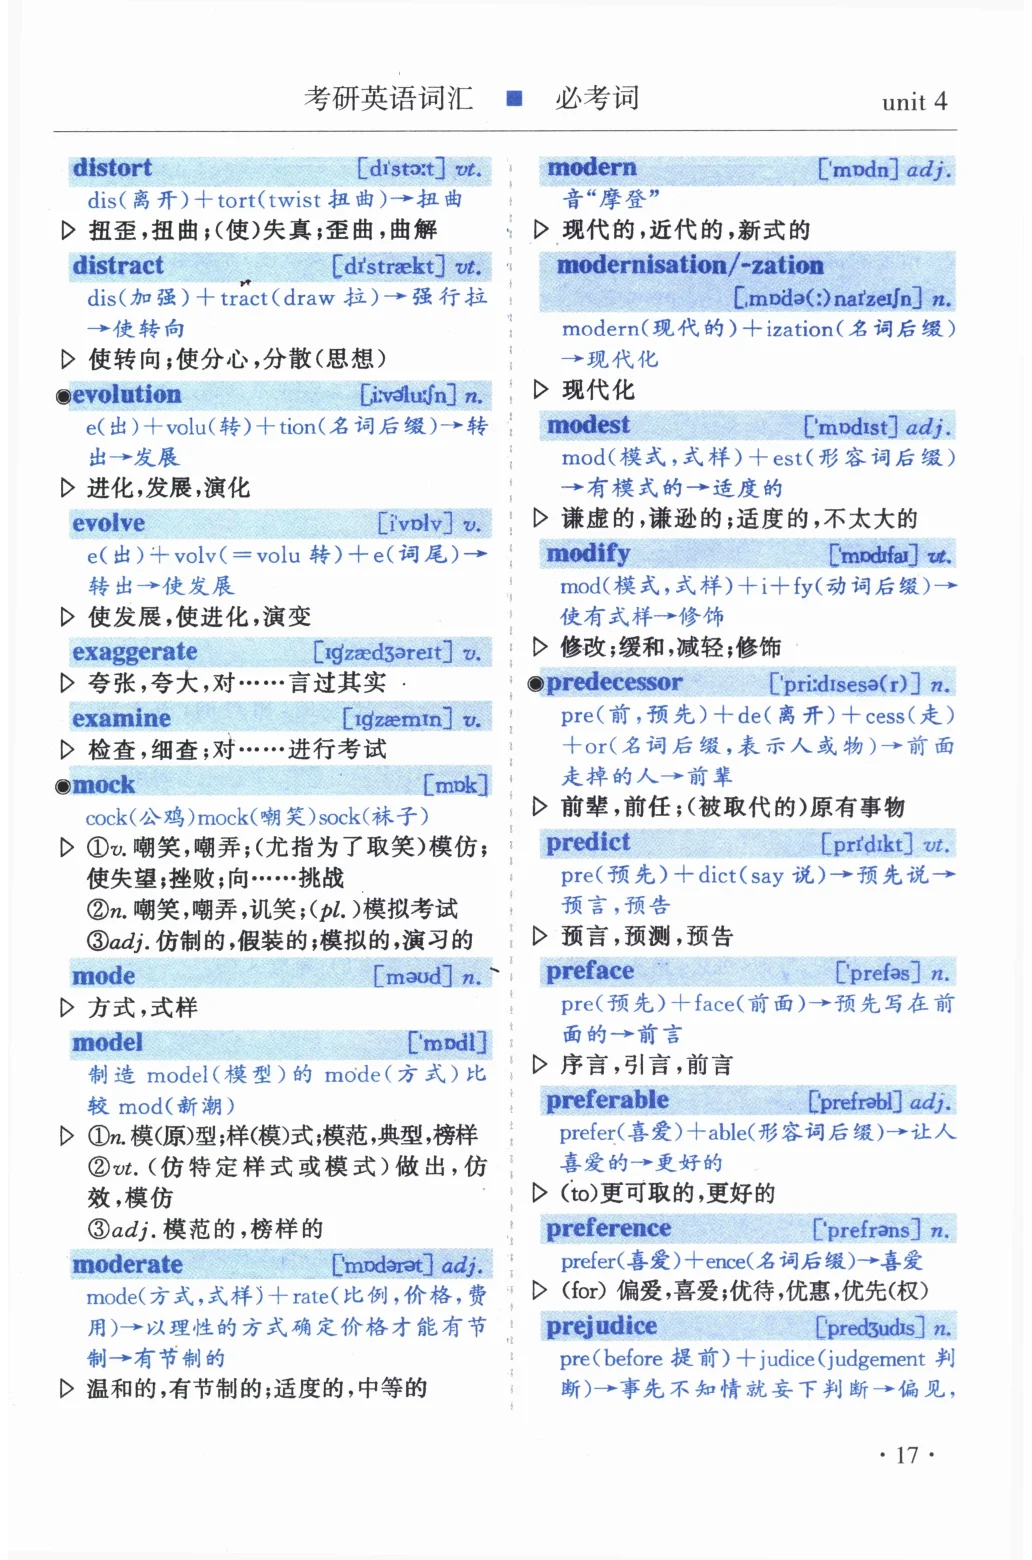 考研英语词汇 ■ 必考词
unit 4
distort [dɪˈstɔːt] vt.
dis(离开)+tort(twist 扭曲)→扭曲
▷ 扭歪,扭曲;(使)失真;歪曲,曲解
distract [dɪˈstrækt] vt.
dis(加强)+tract(draw 拉)→强行拉
→使转向
▷ 使转向;使分心,分散(思想)
◉evolution [ˌiːvəˈluːʃn] n.
e(出)+volu(转)+tion(名词后缀)→转
出→发展
▷ 进化,发展,演化
evolve [iˈvɒlv] v.
e(出)+volv(=volu 转)+e(词尾)→
转出→使发展
▷ 使发展,使进化,演变
exaggerate [ɪɡˈzædʒəreɪt] v.
▷ 夸张,夸大,对……言过其实
examine [ɪɡˈzæmɪn] v.
▷ 检查,细查;对……进行考试
◉mock [mɒk]
cock(公鸡)mock(嘲笑)sock(袜子)
▷ ①v. 嘲笑,嘲弄;(尤指为了取笑)模仿;
使失望;挫败;向……挑战
②n. 嘲笑,嘲弄,讥笑;(pl.)模拟考试
③adj. 仿制的,假装的;模拟的,演习的
mode [məʊd] n.
▷ 方式,式样
model [ˈmɒdl]
制造 model(模型)的 mode(方式)比
较 mod(新潮)
▷ ①n. 模(原)型;样(模)式;模范,典型,榜样
②vt. (仿特定样式或模式)做出,仿
效,模仿
③adj. 模范的,榜样的
moderate [ˈmɒdərət] adj.
mode(方式,式样)+rate(比例,价格,费
用)→以理性的方式确定价格才能有节
制→有节制的
▷ 温和的,有节制的;适度的,中等的
modern [ˈmɒdn] adj.
音“摩登”
▷ 现代的,近代的,新式的
modernisation/-zation
[ˌmɒdə(ː)naɪˈzeɪʃn] n.
modern(现代的)+ization(名词后缀)
→现代化
▷ 现代化
modest [ˈmɒdɪst] adj.
mod(模式,式样)+est(形容词后缀)
→有模式的→适度的
▷ 谦虚的,谦逊的;适度的,不太大的
modify [ˈmɒdɪfaɪ] vt.
mod(模式,式样)+i+fy(动词后缀)→
使有式样→修饰
▷ 修改;缓和,减轻;修饰
◉predecessor [ˈpriːdɪsesə(r)] n.
pre(前,预先)+de(离开)+cess(走)
+or(名词后缀,表示人或物)→前面
走掉的人→前辈
▷ 前辈,前任;(被取代的)原有事物
predict [prɪˈdɪkt] vt.
pre(预先)+dict(say 说)→预先说→
预言,预告
▷ 预言,预测,预告
preface [ˈprefəs] n.
pre(预先)+face(前面)→预先写在前
面的→前言
▷ 序言,引言,前言
preferable [ˈprefrəbl] adj.
prefer(喜爱)+able(形容词后缀)→让人
喜爱的→更好的
▷ (to)更可取的,更好的
preference [ˈprefrəns] n.
prefer(喜爱)+ence(名词后缀)→喜爱
▷ (for) 偏爱,喜爱;优待,优惠,优先(权)
prejudice [ˈpredʒudɪs] n.
pre(before 提前)+judice(judgement 判
断)→事先不知情就妄下判断→偏见,
· 17 ·